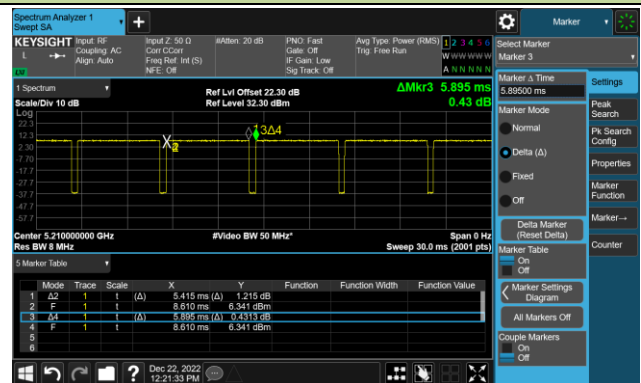 Spectrum Analyzer 1
Swept SA
+
Marker
KEYSIGHT Input: RF Input Z: 50 Ω #Atten: 20 dB PNO: Fast Avg Type: Power (RMS) 1 2 3 4 5 6
L Coupling: AC Corr CCorr Gate: Off Trig: Free Run
Align: Auto Freq Ref: Int (S) IF Gain: Low W W W W W W
NFE: Off Sig Track: Off A N N N N N
Select Marker
Marker 3
1 Spectrum
Ref Lvl Offset 22.30 dB ΔMkr3 5.895 ms
Scale/Div 10 dB Ref Level 32.30 dBm 0.43 dB
Log
22.3
12.3
2.30
-7.70
-17.7
-27.7
-37.7
-47.7
-57.7
3Δ4
Center 5.210000000 GHz #Video BW 50 MHz* Span 0 Hz
Res BW 8 MHz Sweep 30.0 ms (2001 pts)
5 Marker Table
Mode Trace Scale X Y Function Function Width Function Value
1 Δ2 1 t (Δ) 5.415 ms (Δ) 1.215 dB
2 F 1 t 8.610 ms 6.341 dBm
3 Δ4 1 t (Δ) 5.895 ms (Δ) 0.4313 dB
4 F 1 t 8.610 ms 6.341 dBm
5
6
Marker Δ Time
5.89500 ms
Marker Mode
Normal
Delta (Δ)
Fixed
Off
Delta Marker
(Reset Delta)
Marker Table
On
Off
Marker Settings
Diagram
All Markers Off
Couple Markers
On
Off
Settings
Peak
Search
Pk Search
Config
Properties
Marker
Function
Marker→
Counter
?
Dec 22, 2022
12:21:33 PM